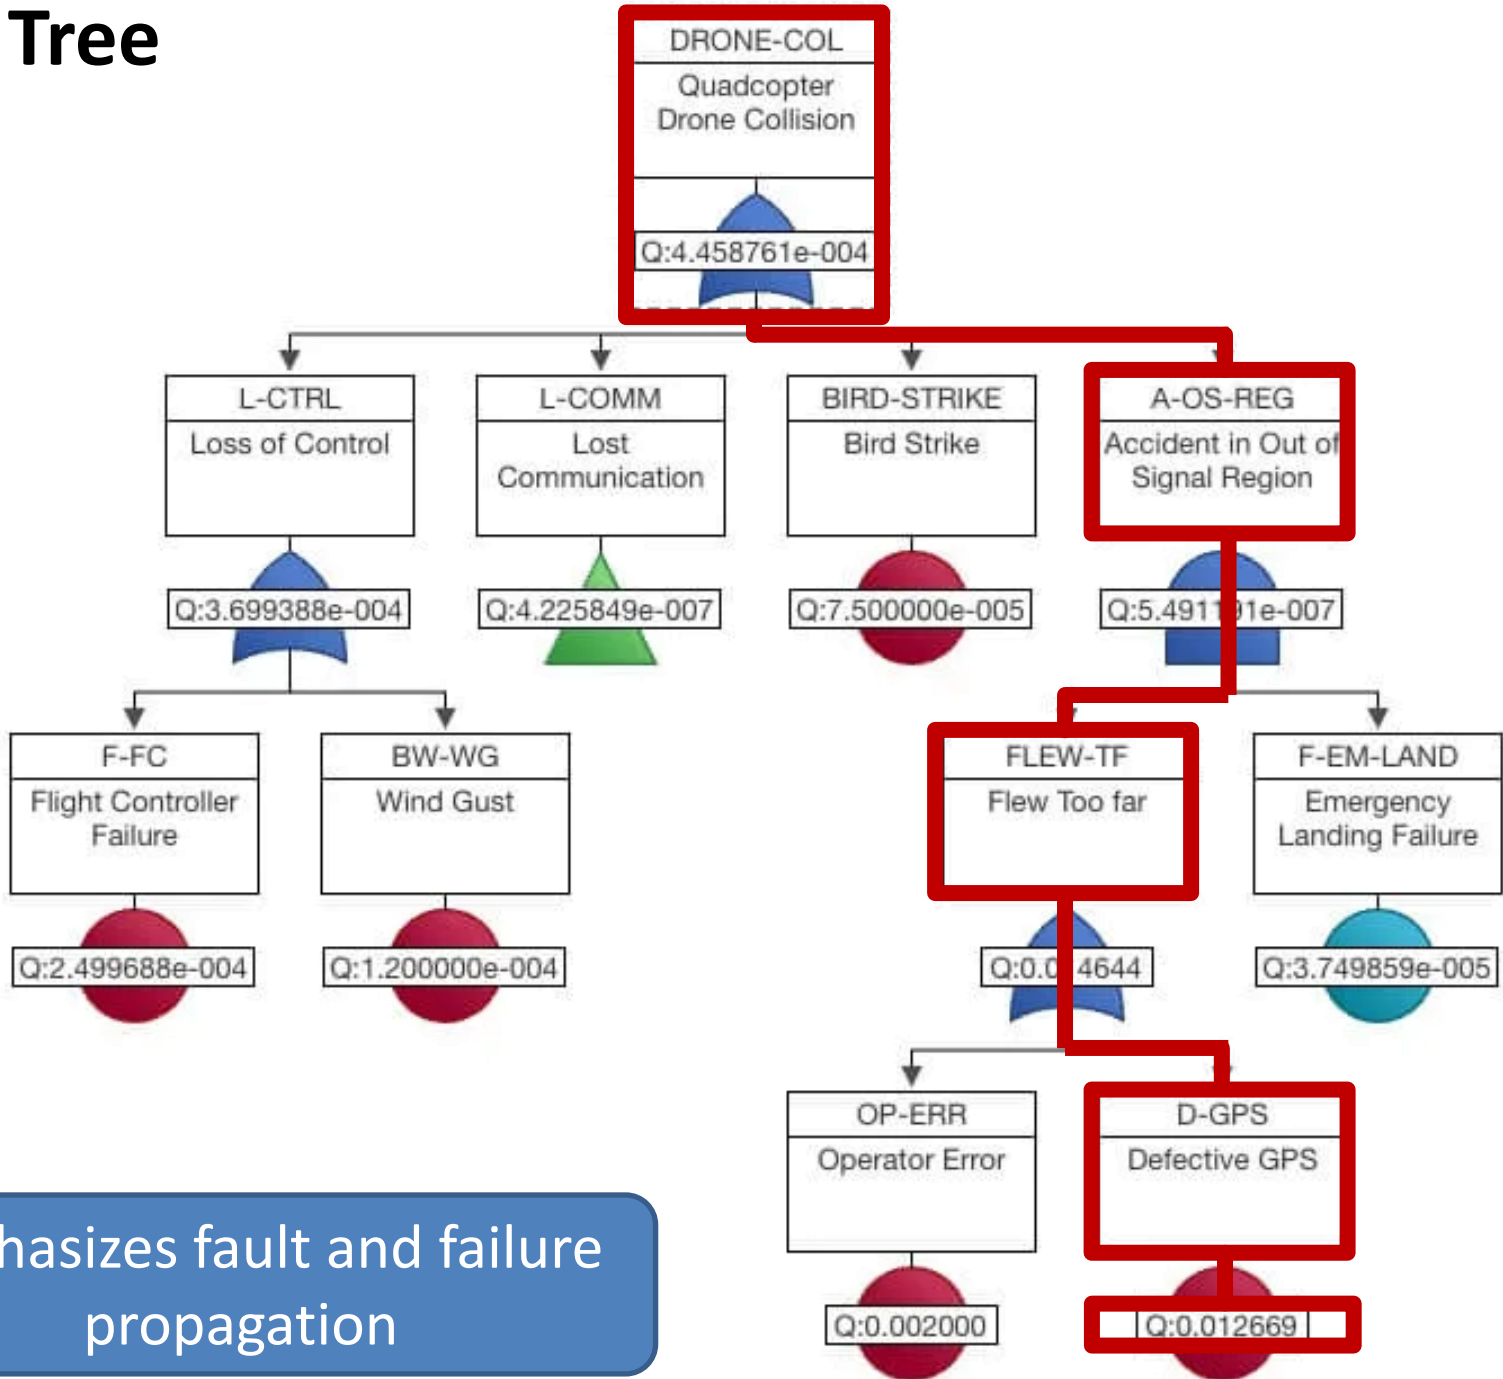 Tree
DRONE-COL
Quadcopter
Drone Collision
Q:4.458761e-004
L-CTRL
Loss of Control
Q:3.699388e-004
L-COMM
Lost
Communication
Q:4.225849e-007
BIRD-STRIKE
Bird Strike
Q:7.500000e-005
A-OS-REG
Accident in Out of
Signal Region
Q:5.491191e-007
F-FC
Flight Controller
Failure
Q:2.499688e-004
BW-WG
Wind Gust
Q:1.200000e-004
FLEW-TF
Flew Too far
F-EM-LAND
Emergency
Landing Failure
Q:3.749859e-005
OP-ERR
Operator Error
Q:0.002000
D-GPS
Defective GPS
Q:0.012669
hasizes fault and failure
propagation